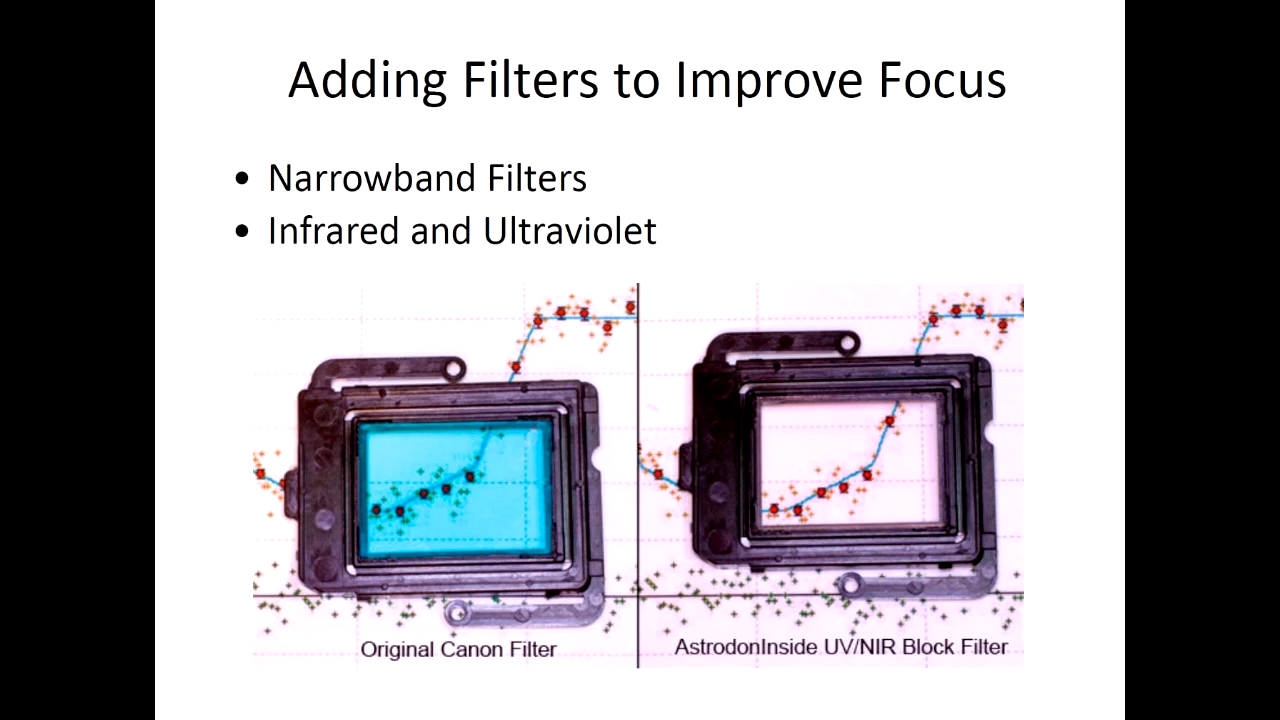 Adding Filters to Improve Focus
• Narrowband Filters
• Infrared and Ultraviolet
Original Canon Filter
AstrodonInside UV/NIR Block Filter